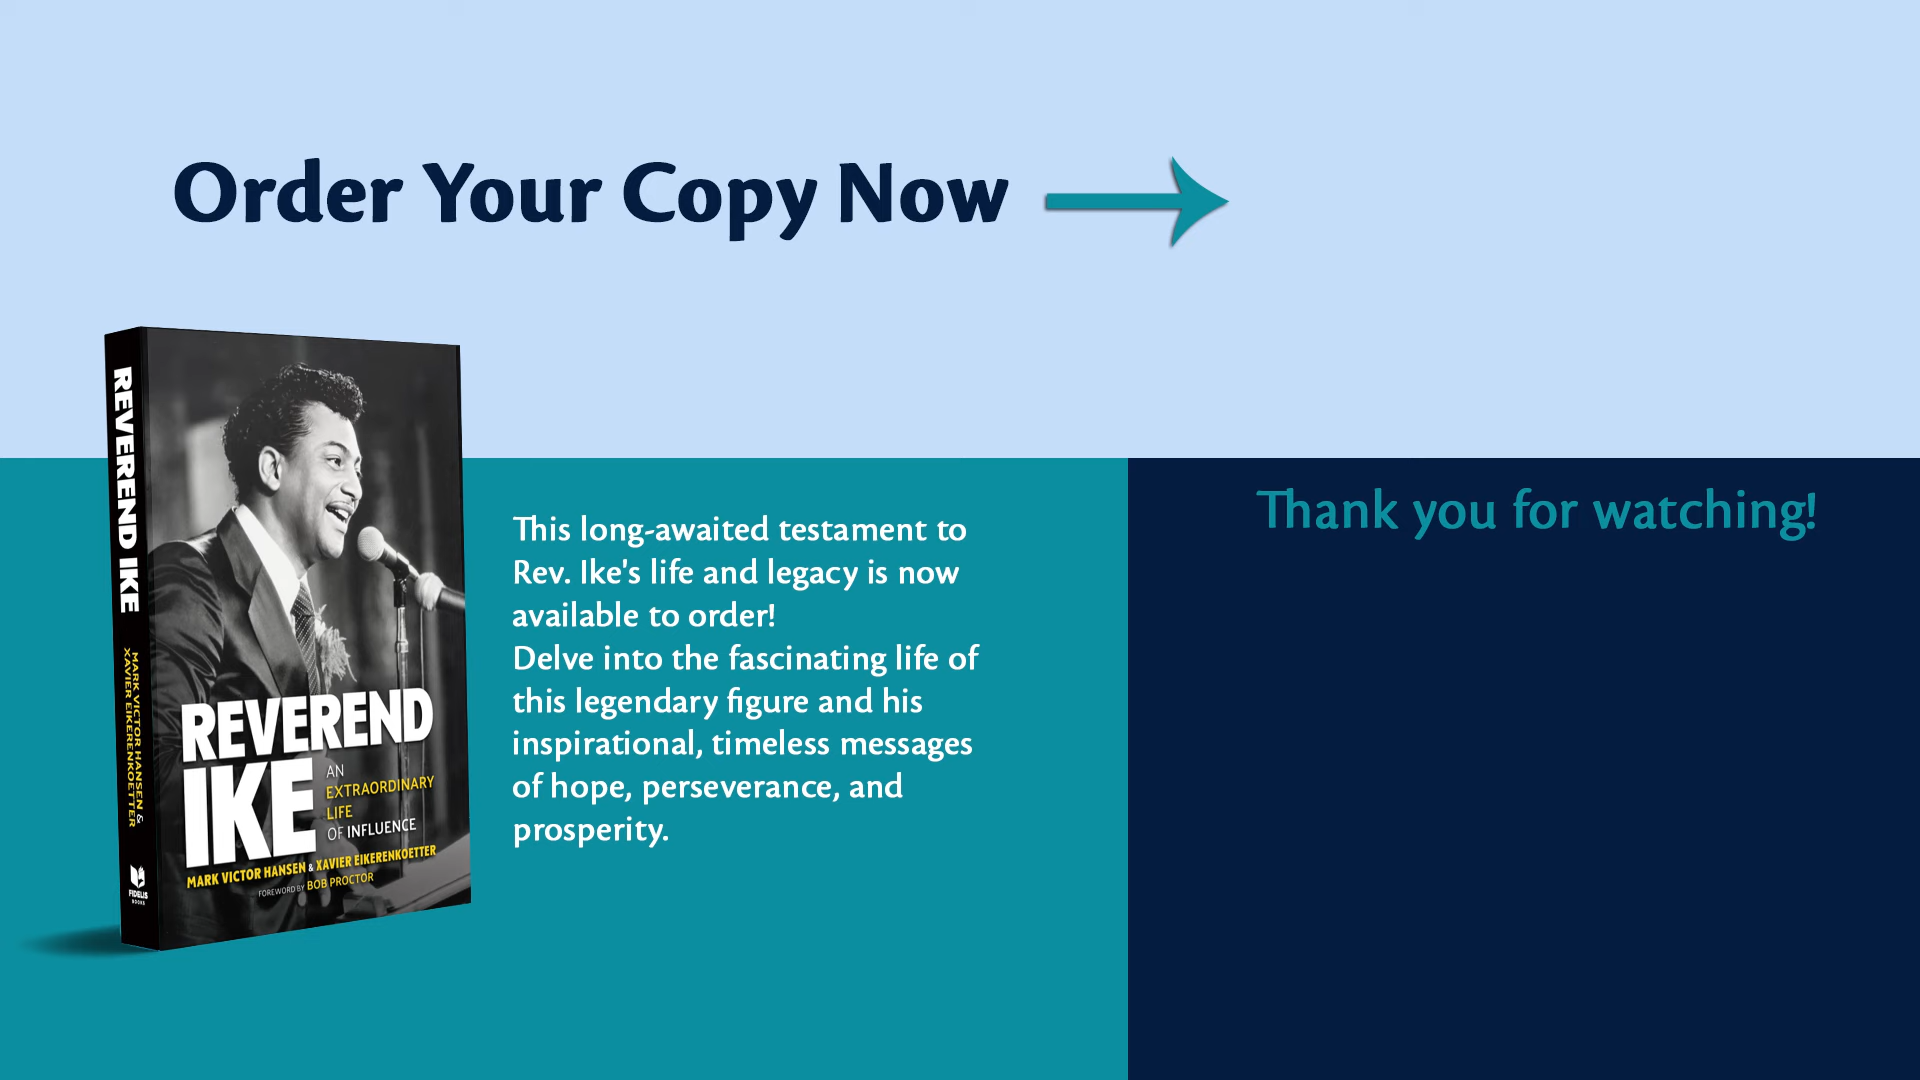 Order Your Copy Now
REVEREND IKE
MARK VICTOR HANSEN &
XAVIER EIKERENKOETTER
FIDELIS
BOOKS
REVEREND
IKE
AN
EXTRAORDINARY
LIFE
OF INFLUENCE
MARK VICTOR HANSEN & XAVIER EIKERENKOETTER
FOREWORD BY BOB PROCTOR
This long-awaited testament to
Rev. Ike's life and legacy is now
available to order!
Delve into the fascinating life of
this legendary figure and his
inspirational, timeless messages
of hope, perseverance, and
prosperity.
Thank you for watching!